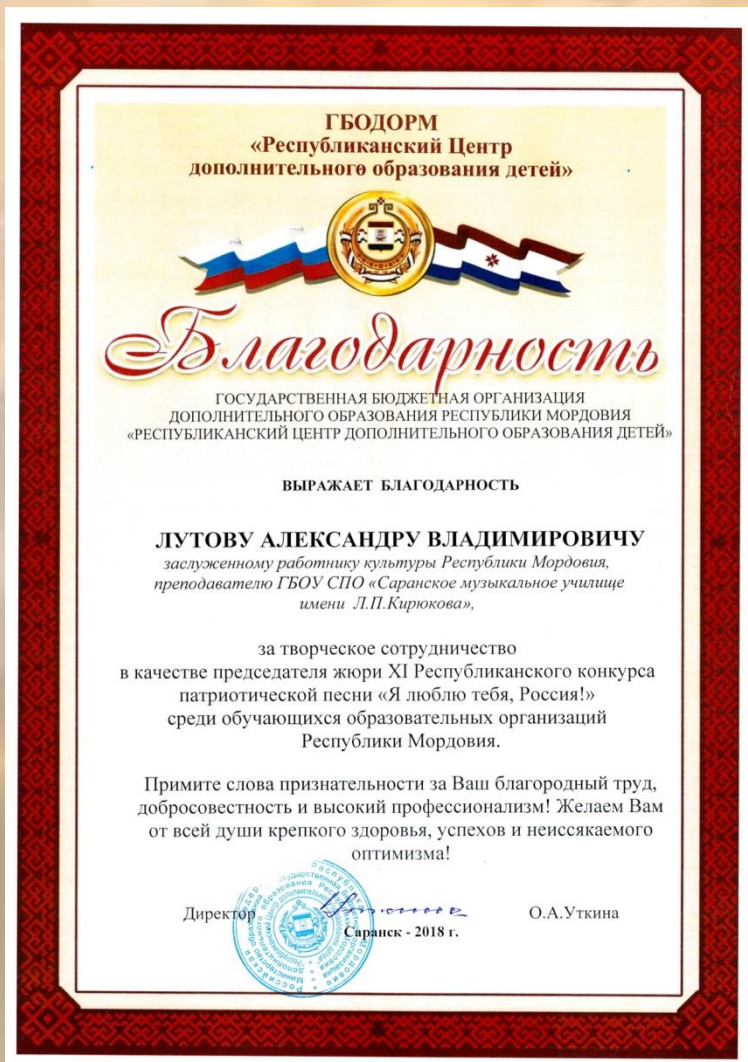 ГБОДОРМ
«Республиканский Центр
дополнительного образования детей»
Благодарность
ГОСУДАРСТВЕННАЯ БЮДЖЕТНАЯ ОРГАНИЗАЦИЯ
ДОПОЛНИТЕЛЬНОГО ОБРАЗОВАНИЯ РЕСПУБЛИКИ МОРДОВИЯ
«РЕСПУБЛИКАНСКИЙ ЦЕНТР ДОПОЛНИТЕЛЬНОГО ОБРАЗОВАНИЯ ДЕТЕЙ»
ВЫРАЖАЕТ БЛАГОДАРНОСТЬ
ЛУТОВУ АЛЕКСАНДРУ ВЛАДИМИРОВИЧУ
заслуженному работнику культуры Республики Мордовия,
преподавателю ГБОУ СПО «Саранское музыкальное училище
имени Л.П.Кирюкова»,
за творческое сотрудничество
в качестве председателя жюри XI Республиканского конкурса
патриотической песни «Я люблю тебя, Россия!»
среди обучающихся образовательных организаций
Республики Мордовия.
Примите слова признательности за Ваш благородный труд,
добросовестность и высокий профессионализм! Желаем Вам
от всей души крепкого здоровья, успехов и неиссякаемого
оптимизма!
Директор О.А.Уткина
Саранск - 2018 г.